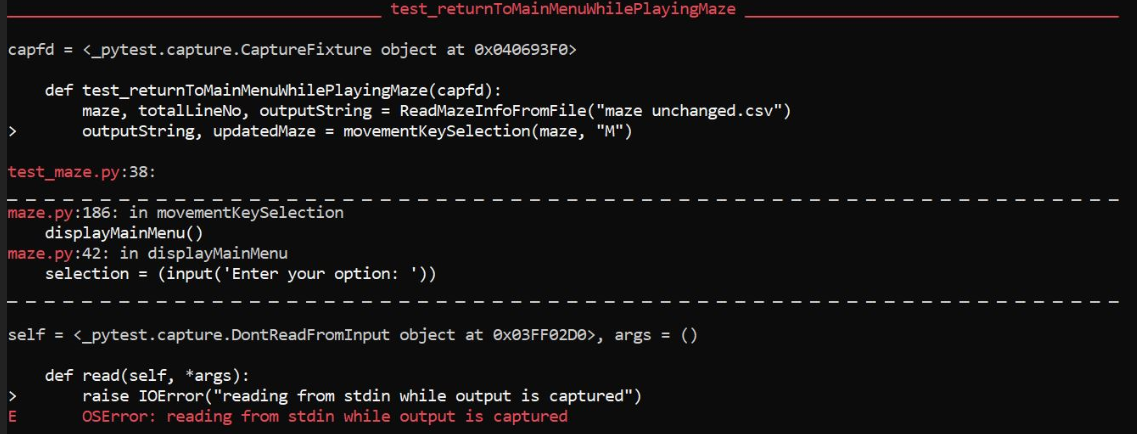 test_returnToMainMenuWhilePlayingMaze
capfd = <_pytest.capture.CaptureFixture object at 0x040693F0>
    def test_returnToMainMenuWhilePlayingMaze(capfd):
        maze, totalLineNo, outputString = ReadMazeInfoFromFile("maze unchanged.csv")
>       outputString, updatedMaze = movementKeySelection(maze, "M")
test_maze.py:38:
_ _ _ _ _ _ _ _ _ _ _ _ _ _ _ _ _ _ _ _ _ _ _ _ _ _ _ _ _ _ _ _ _ _ _ _ _ _ _ _ _ _ _ _ _ _ _ _ _ _ _ _ _ _ _ _ _ _ _ _
maze.py:186: in movementKeySelection
    displayMainMenu()
maze.py:42: in displayMainMenu
    selection = (input('Enter your option: '))
_ _ _ _ _ _ _ _ _ _ _ _ _ _ _ _ _ _ _ _ _ _ _ _ _ _ _ _ _ _ _ _ _ _ _ _ _ _ _ _ _ _ _ _ _ _ _ _ _ _ _ _ _ _ _ _ _ _ _ _
self = <_pytest.capture.DontReadFromInput object at 0x03FF02D0>, args = ()
    def read(self, *args):
>       raise IOError("reading from stdin while output is captured")
E       OSError: reading from stdin while output is captured